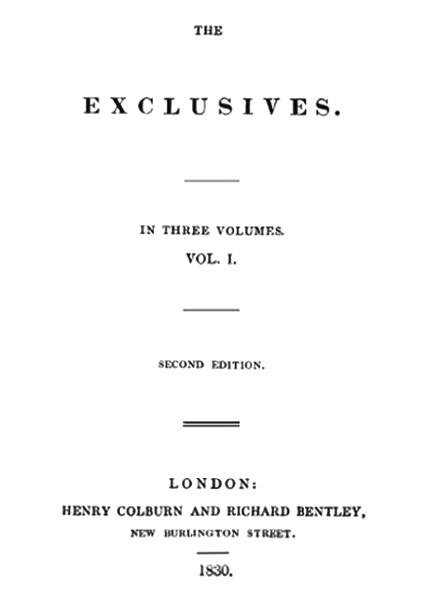 THE
EXCLUSIVES.
IN THREE VOLUMES.
VOL. I.
SECOND EDITION.
LONDON:
HENRY COLBURN AND RICHARD BENTLEY,
NEW BURLINGTON STREET.
1830.